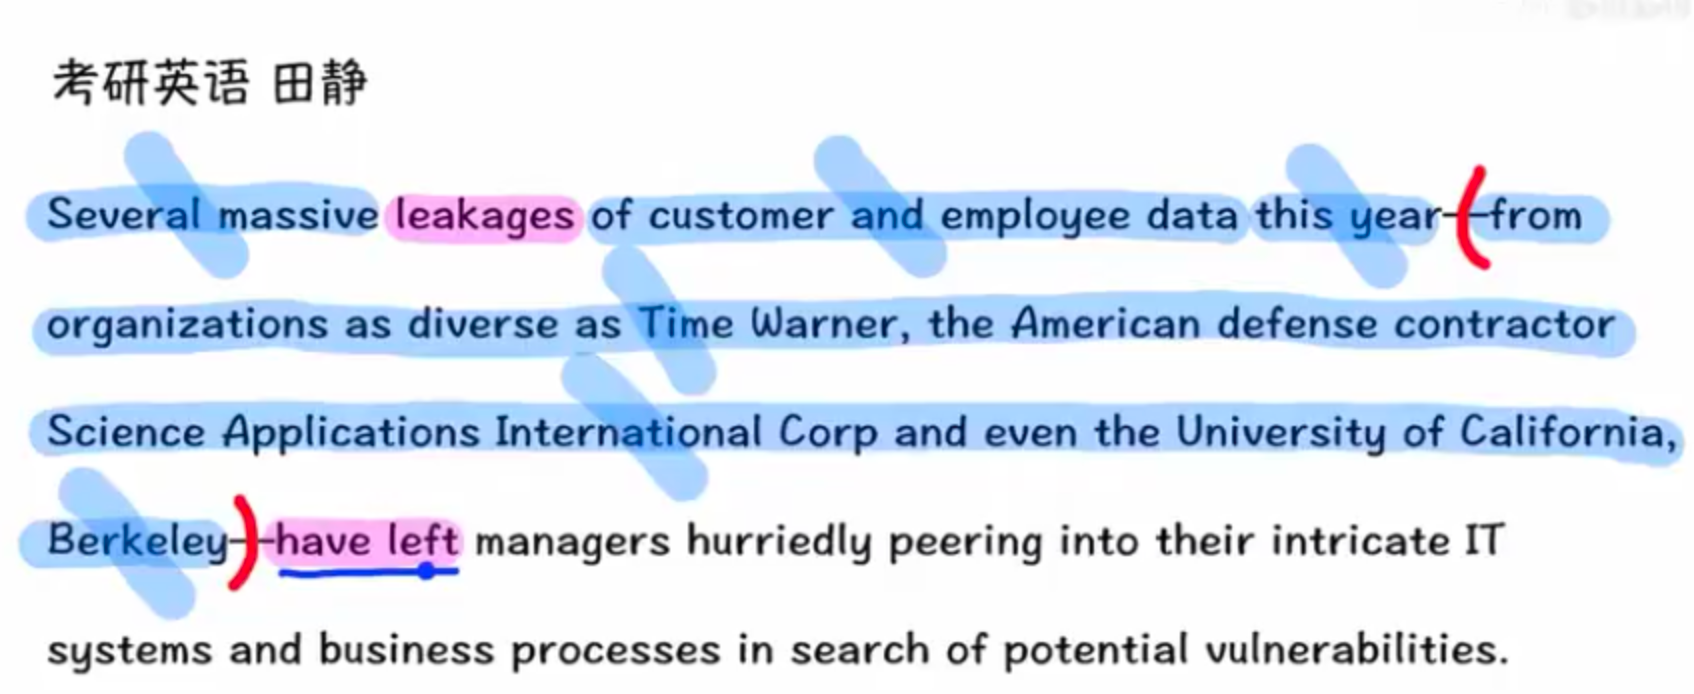 考研英语 田静
Several massive leakages of customer and employee data this year—from
organizations as diverse as Time Warner, the American defense contractor
Science Applications International Corp and even the University of California,
Berkeley—have left managers hurriedly peering into their intricate IT
systems and business processes in search of potential vulnerabilities.